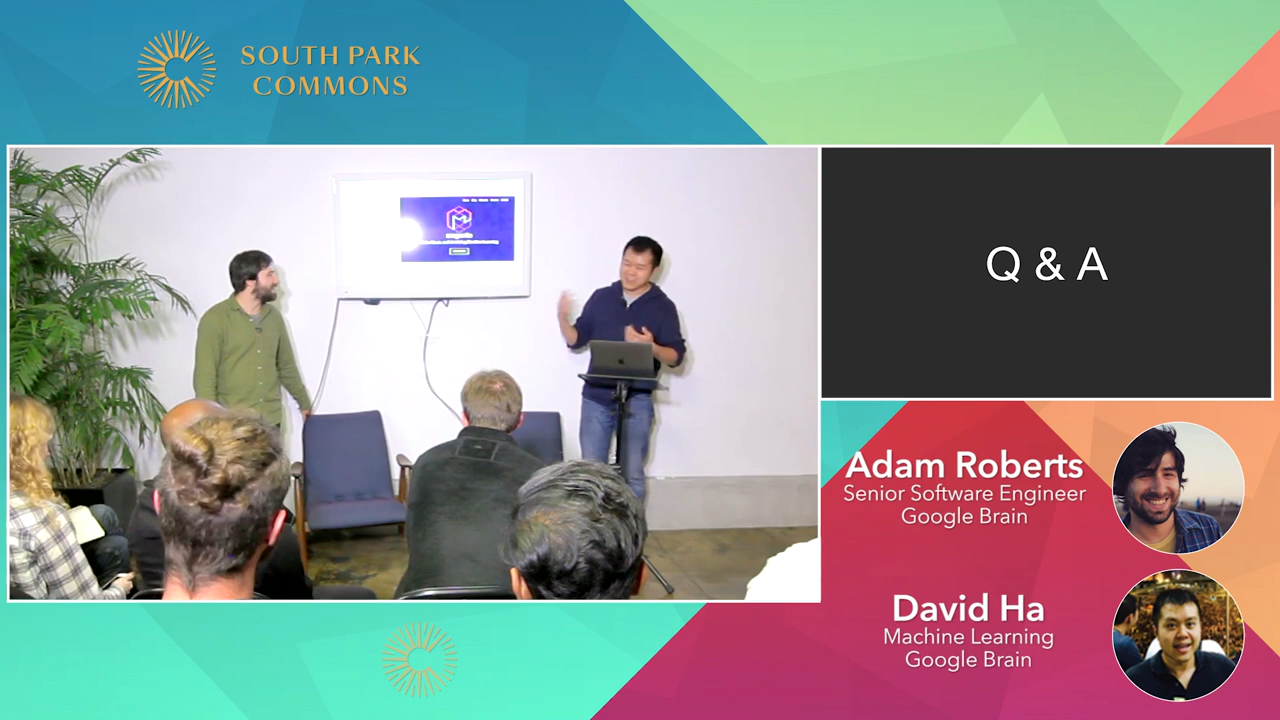 SOUTH PARK
COMMONS
Q & A
Adam Roberts
Senior Software Engineer
Google Brain
David Ha
Machine Learning
Google Brain